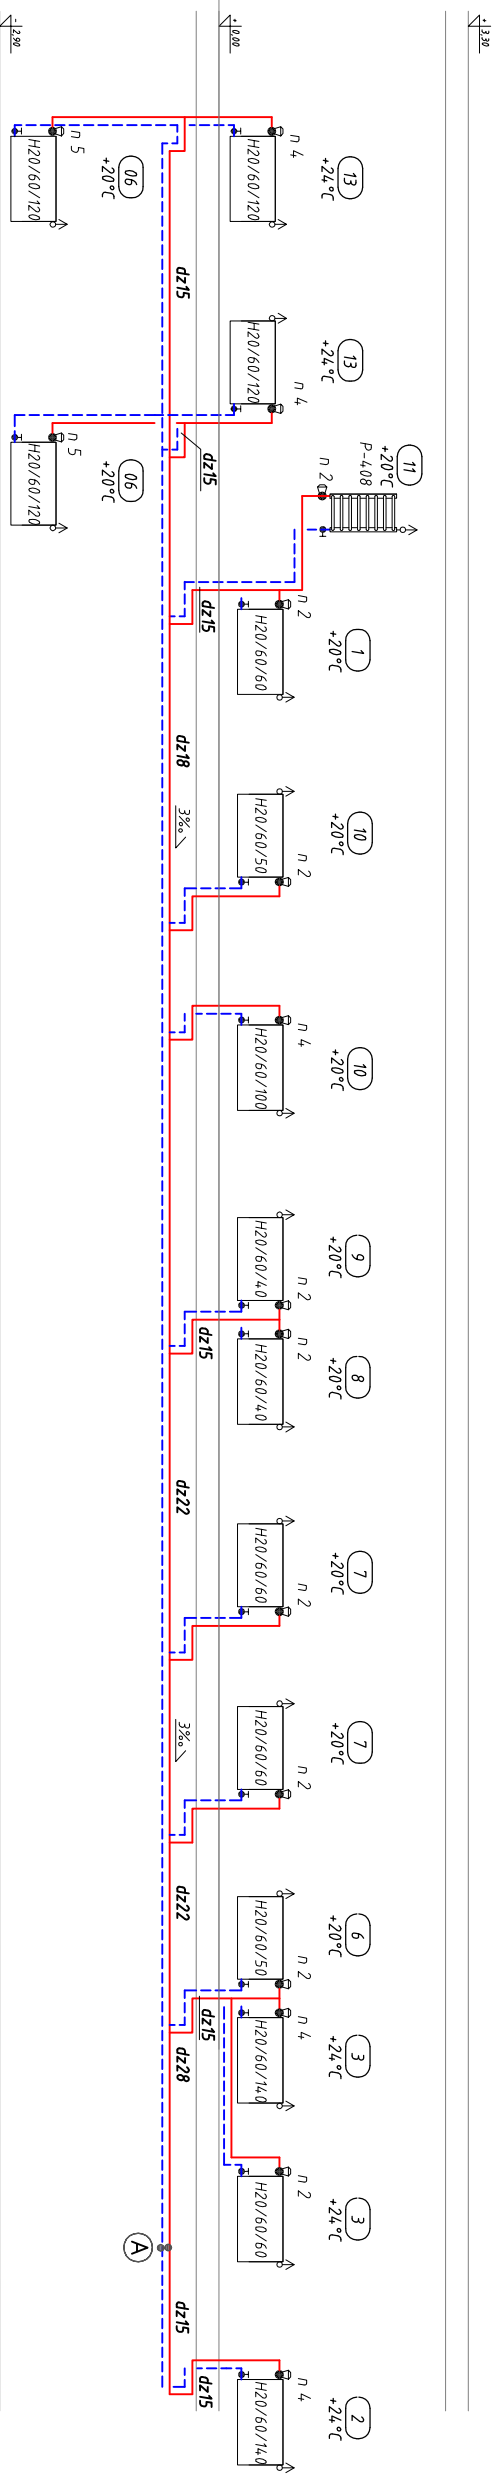 - 2,90
+ 0,00
+ 3,30
n 5
H20/60/120
06
+20°C
n 4
H20/60/120
13
+24°C
dz15
H20/60/120
n 4
13
+24°C
n 5
H20/60/120
06
+20°C
dz15
11
+20°C
P-408
n 2
dz15
n 2
H20/60/60
1
+20°C
dz18
3‰
H20/60/50
n 2
10
+20°C
n 4
H20/60/100
10
+20°C
H20/60/40
n 2
9
+20°C
dz15
n 2
H20/60/40
8
+20°C
dz22
H20/60/60
n 2
7
+20°C
3‰
H20/60/60
n 2
7
+20°C
dz22
H20/60/50
n 2
6
+20°C
dz15
dz28
n 4
H20/60/140
3
+24°C
n 2
H20/60/60
3
+24°C
A
dz15
dz15
n 4
H20/60/140
2
+24°C